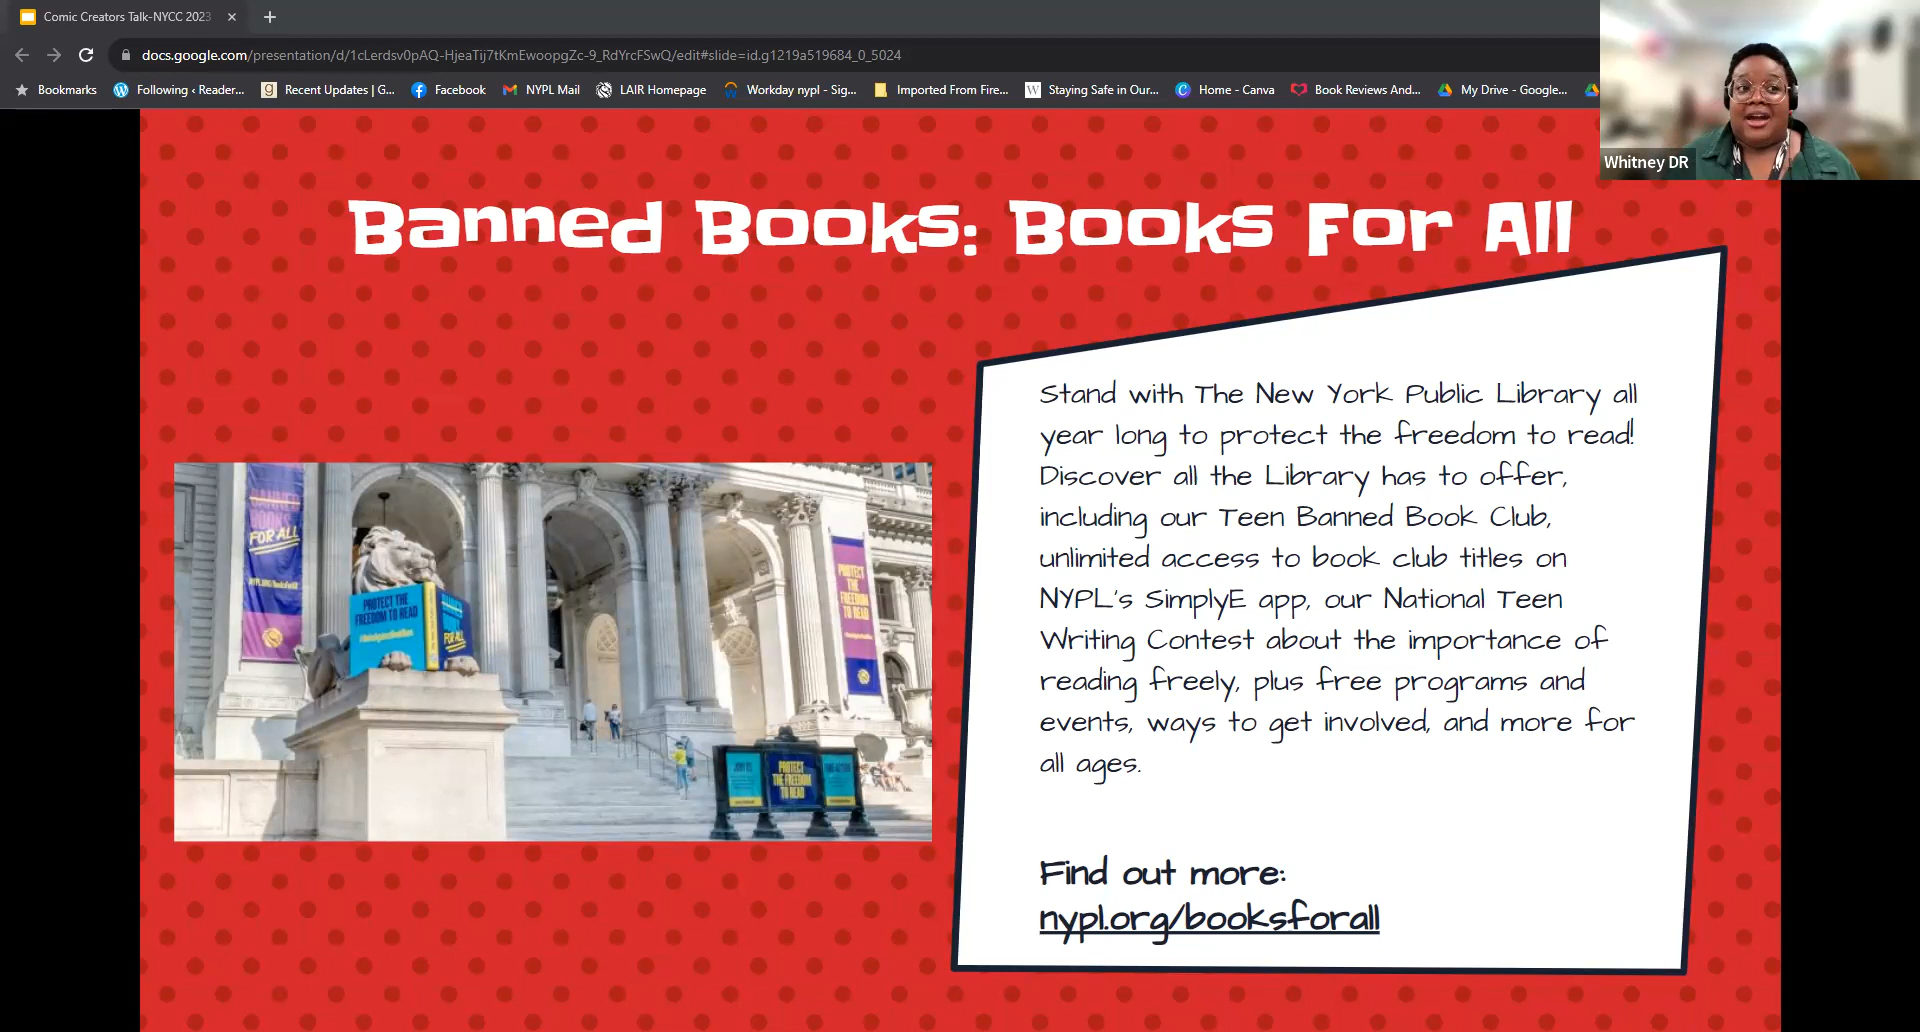 Comic Creators Talk-NYCC 2023
docs.google.com/presentation/d/1cLerdsv0pAQ-HjeaTij7tKmEwoopgZc-9_RdYrcFSwQ/edit#slide=id.g1219a519684_0_5024
Bookmarks
Following ‹ Reader...
Recent Updates | G...
Facebook
NYPL Mail
LAIR Homepage
Workday nypl - Sig...
Imported From Fire...
Staying Safe in Our...
Home - Canva
Book Reviews And...
My Drive - Google...
Whitney DR
Banned Books: Books For All
Stand with The New York Public Library all
year long to protect the freedom to read!
Discover all the Library has to offer,
including our Teen Banned Book Club,
unlimited access to book club titles on
NYPL's SimplyE app, our National Teen
Writing Contest about the importance of
reading freely, plus free programs and
events, ways to get involved, and more for
all ages.
Find out more:
nypl.org/booksforall
BANNED
BOOKS
FOR ALL
PROTECT THE
FREEDOM TO READ
FOR ALL
PROTECT
THE
FREEDOM
TO READ
PROTECT
THE FREEDOM
TO READ